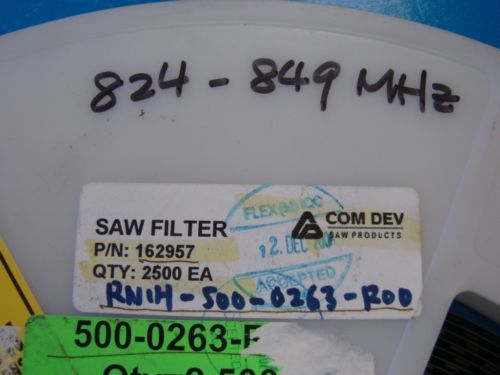 824 - 849 MHz
SAW FILTER
P/N: 162957
QTY: 2500 EA
FLEX (M) IQC
12. DEC
ACCEPTED
COM DEV
SAW PRODUCTS
RNIH-500-0263-R00
500-0263-